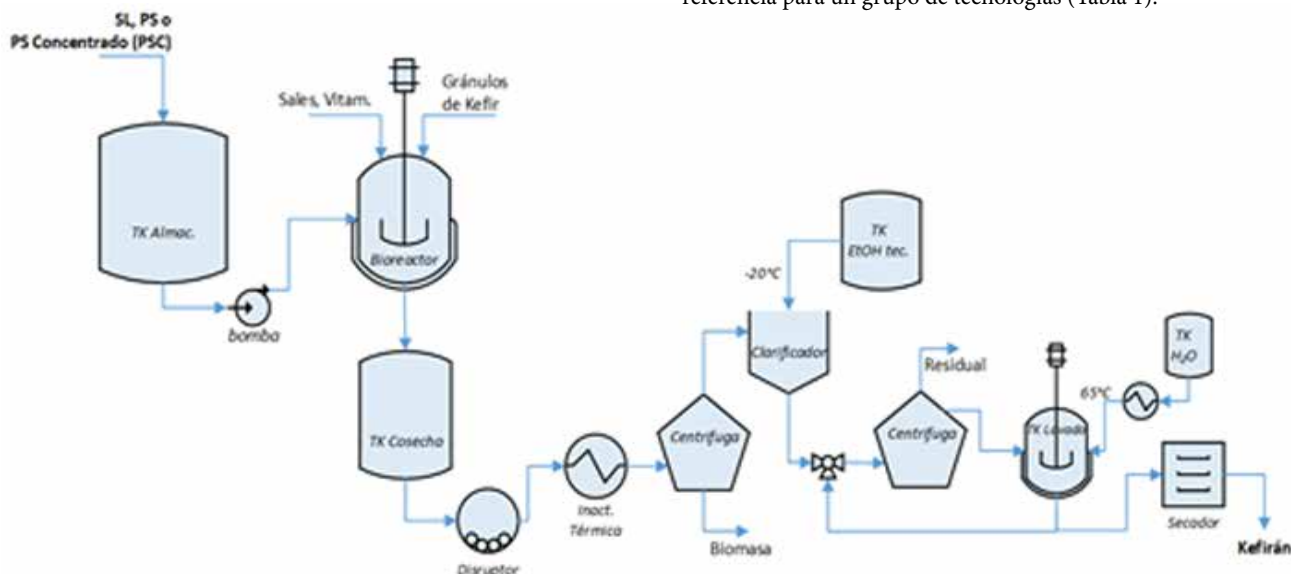 referencia para un grupo de tecnologías (Tabla 1).
SL, PS o
PS Concentrado (PSC)
Sales, Vitam.
Gránulos
de Kefir
TK Almac.
Bioreactor
bomba
TK
EtOH tec.
-20°C
Clarificador
Residual
TK
H₂O
65°C
TK Cosecha
Centrifuga
Centrifuga
TK Lavado
Inact.
Térmica
Disruptor
Biomasa
Secador
Kefirán